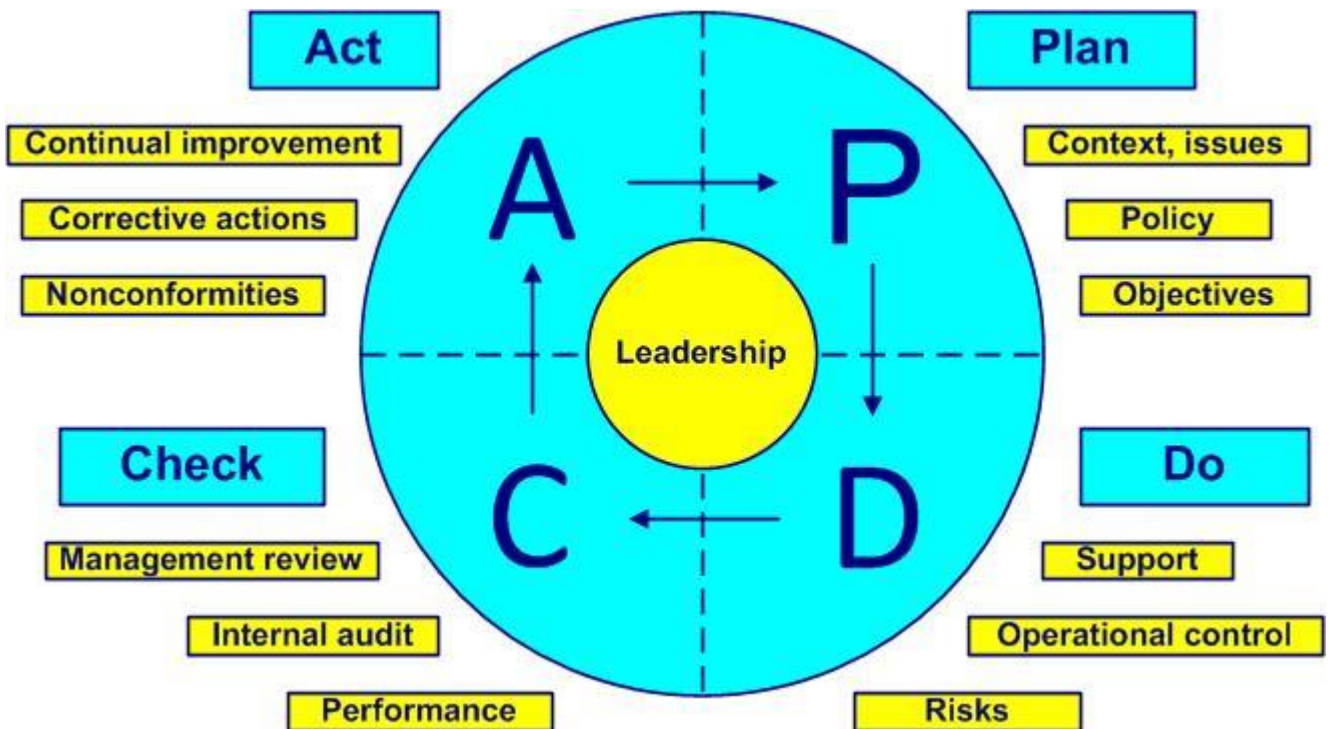 Act
Plan
Continual improvement
Corrective actions
Nonconformities
A
P
Context, issues
Policy
Objectives
Leadership
Check
Do
C
D
Management review
Internal audit
Performance
Support
Operational control
Risks